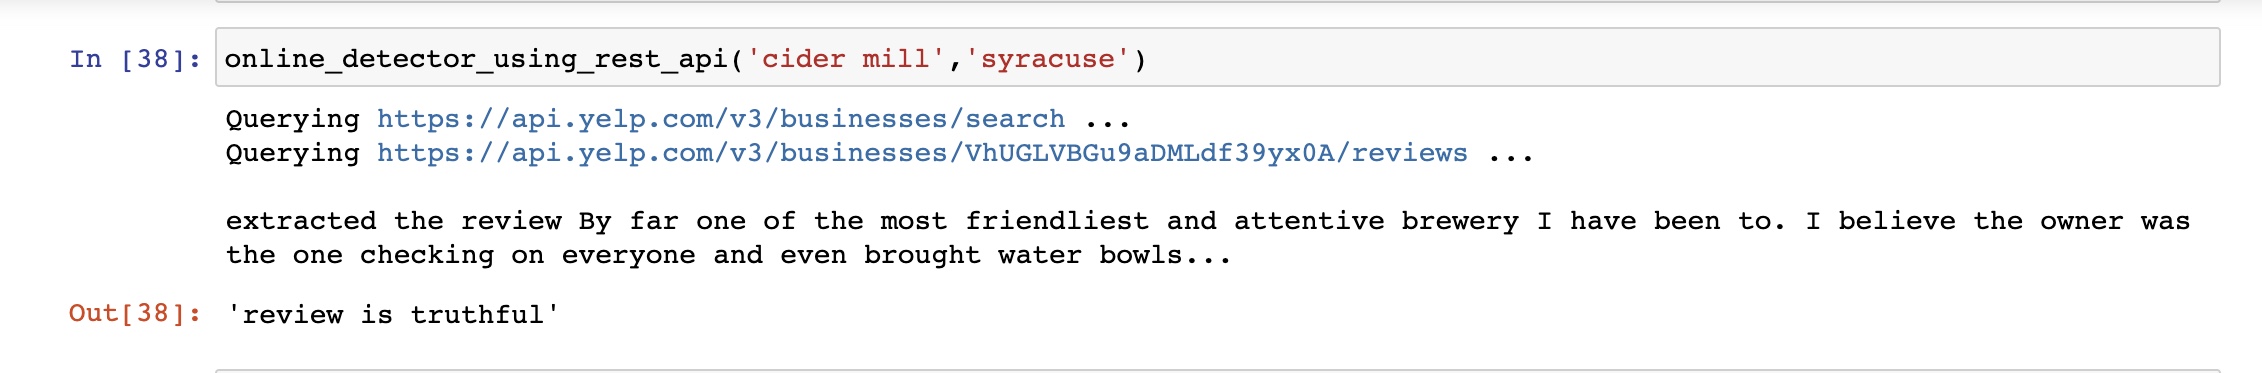 In [38]: online_detector_using_rest_api('cider mill','syracuse')
Querying https://api.yelp.com/v3/businesses/search ...
Querying https://api.yelp.com/v3/businesses/VhUGLVBGu9aDMLdf39yx0A/reviews ...
extracted the review By far one of the most friendliest and attentive brewery I have been to. I believe the owner was
the one checking on everyone and even brought water bowls...
Out[38]: 'review is truthful'